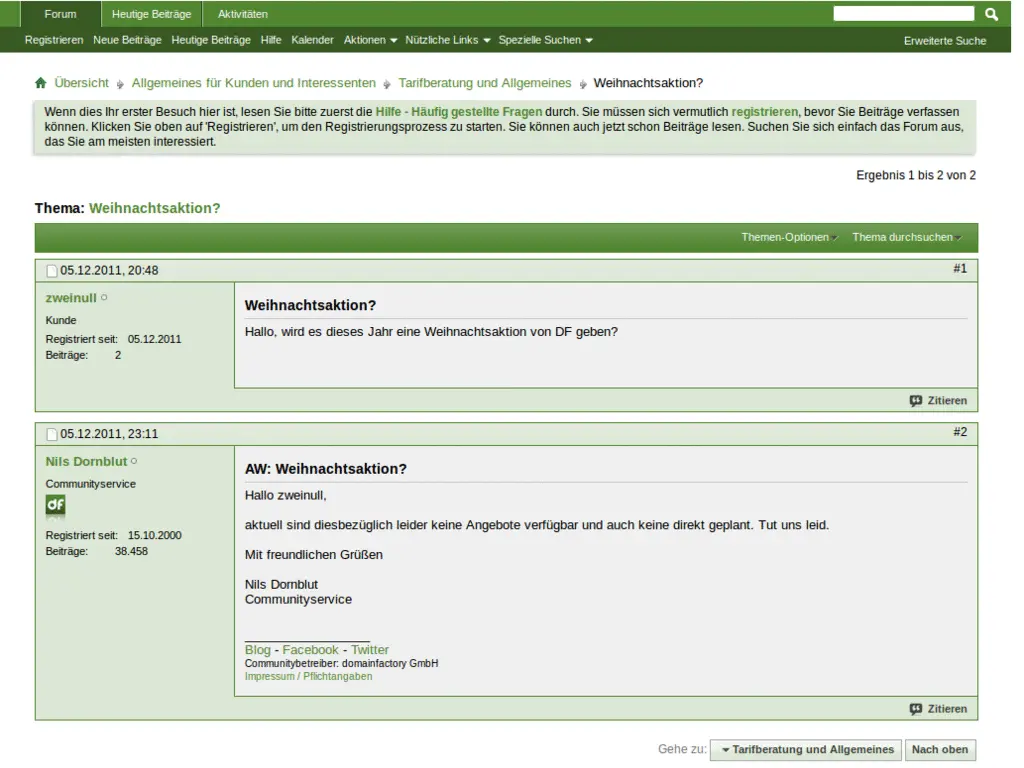 Forum Heutige Beiträge Aktivitäten
Registrieren Neue Beiträge Heutige Beiträge Hilfe Kalender Aktionen Nützliche Links Spezielle Suchen Erweiterte Suche
Übersicht Allgemeines für Kunden und Interessenten Tarifberatung und Allgemeines Weihnachtsaktion?
Wenn dies Ihr erster Besuch hier ist, lesen Sie bitte zuerst die Hilfe - Häufig gestellte Fragen durch. Sie müssen sich vermutlich registrieren, bevor Sie Beiträge verfassen
können. Klicken Sie oben auf 'Registrieren', um den Registrierungsprozess zu starten. Sie können auch jetzt schon Beiträge lesen. Suchen Sie sich einfach das Forum aus,
das Sie am meisten interessiert.
Ergebnis 1 bis 2 von 2
Thema: Weihnachtsaktion?
Themen-Optionen Thema durchsuchen
05.12.2011, 20:48 #1
zweinull
Kunde
Registriert seit: 05.12.2011
Beiträge: 2
Weihnachtsaktion?
Hallo, wird es dieses Jahr eine Weihnachtsaktion von DF geben?
Zitieren
05.12.2011, 23:11 #2
Nils Dornblut
Communityservice
df
Registriert seit: 15.10.2000
Beiträge: 38.458
AW: Weihnachtsaktion?
Hallo zweinull,
aktuell sind diesbezüglich leider keine Angebote verfügbar und auch keine direkt geplant. Tut uns leid.
Mit freundlichen Grüßen
Nils Dornblut
Communityservice
Blog - Facebook - Twitter
Communitybetreiber: domainfactory GmbH
Impressum / Pflichtangaben
Zitieren
Gehe zu: Tarifberatung und Allgemeines Nach oben